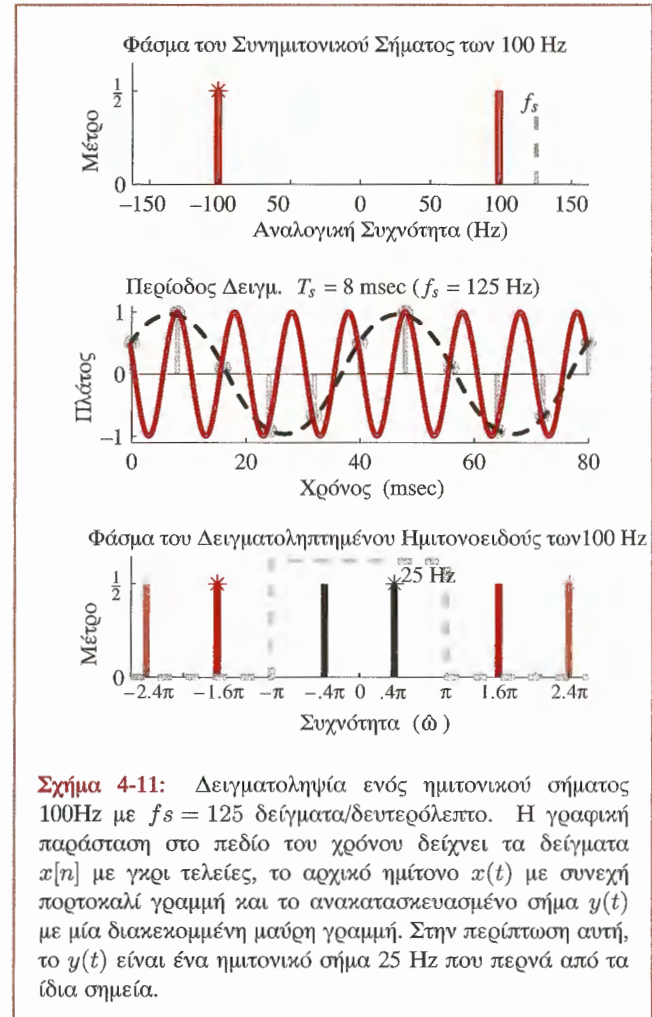 Φάσμα του Συνημιτονικού Σήματος των 100 Hz
1/2
f_s
Μέτρο
0
−150 −100 50 0 50 100 150
Αναλογική Συχνότητα (Hz)
Περίοδος Δειγμ. T_s = 8 msec (f_s = 125 Hz)
1
Πλάτος
0
−1
0 20 40 60 80
Χρόνος (msec)
Φάσμα του Δειγματοληπτημένου Ημιτονοειδούς των100 Hz
1/2
25 Hz
Μέτρο
0
−2.4π −1.6π −π −.4π 0 .4π π 1.6π 2.4π
Συχνότητα (ω̂)
Σχήμα 4-11: Δειγματοληψία ενός ημιτονικού σήματος
100Hz με fs = 125 δείγματα/δευτερόλεπτο. Η γραφική
παράσταση στο πεδίο του χρόνου δείχνει τα δείγματα
x[n] με γκρι τελείες, το αρχικό ημίτονο x(t) με συνεχή
πορτοκαλί γραμμή και το ανακατασκευασμένο σήμα y(t)
με μία διακεκομμένη μαύρη γραμμή. Στην περίπτωση αυτή,
το y(t) είναι ένα ημιτονικό σήμα 25 Hz που περνά από τα
ίδια σημεία.